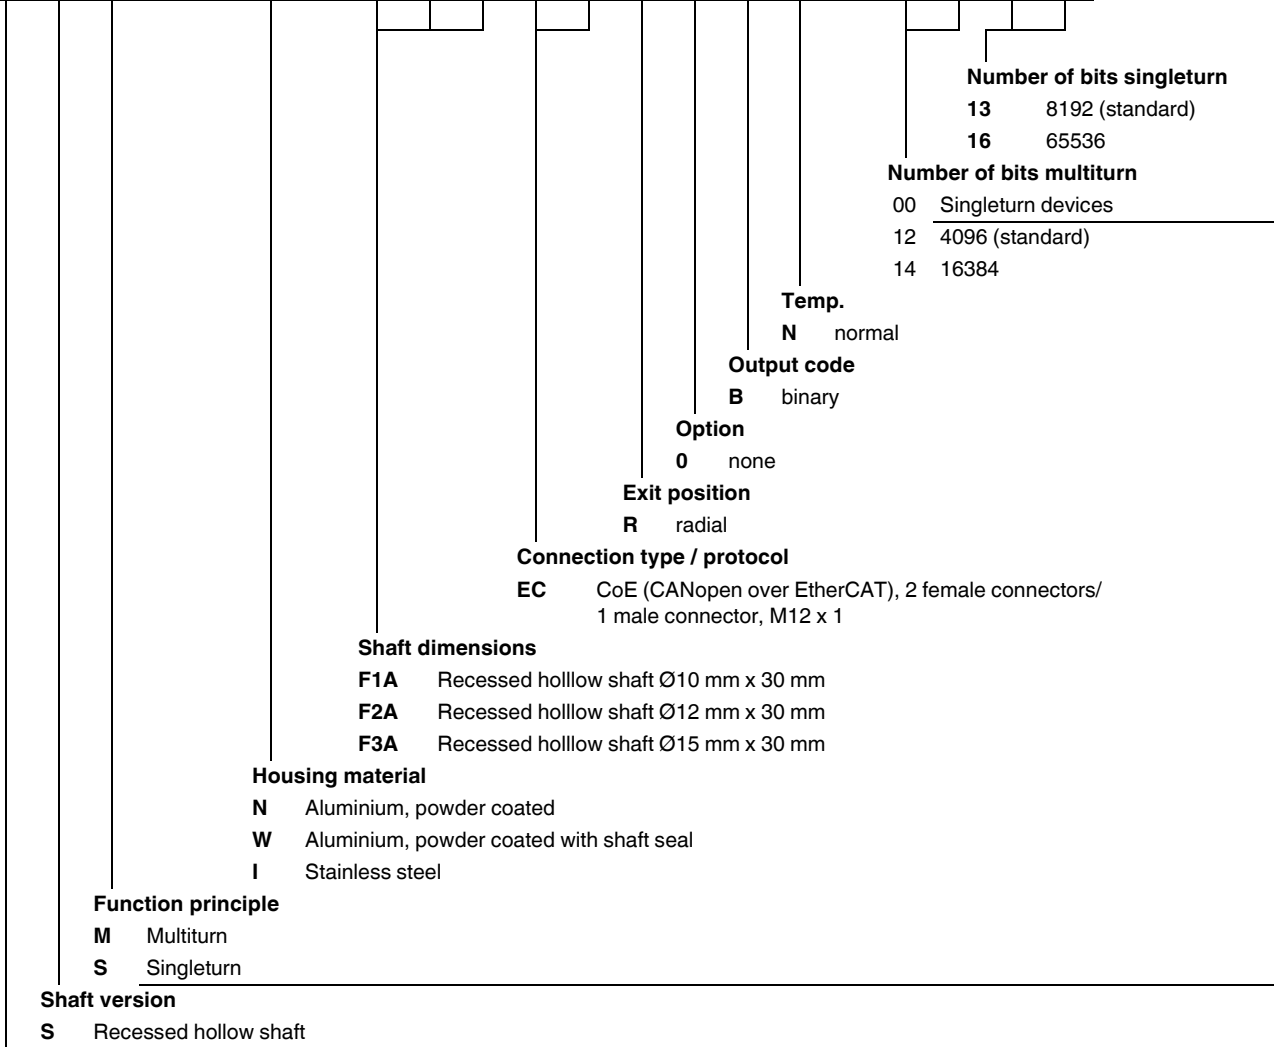 Number of bits singleturn
13 8192 (standard)
16 65536
Number of bits multiturn
00 Singleturn devices
12 4096 (standard)
14 16384
Temp.
N normal
Output code
B binary
Option
0 none
Exit position
R radial
Connection type / protocol
EC CoE (CANopen over EtherCAT), 2 female connectors/
1 male connector, M12 x 1
Shaft dimensions
F1A Recessed holllow shaft Ø10 mm x 30 mm
F2A Recessed holllow shaft Ø12 mm x 30 mm
F3A Recessed holllow shaft Ø15 mm x 30 mm
Housing material
N Aluminium, powder coated
W Aluminium, powder coated with shaft seal
I Stainless steel
Function principle
M Multiturn
S Singleturn
Shaft version
S Recessed hollow shaft